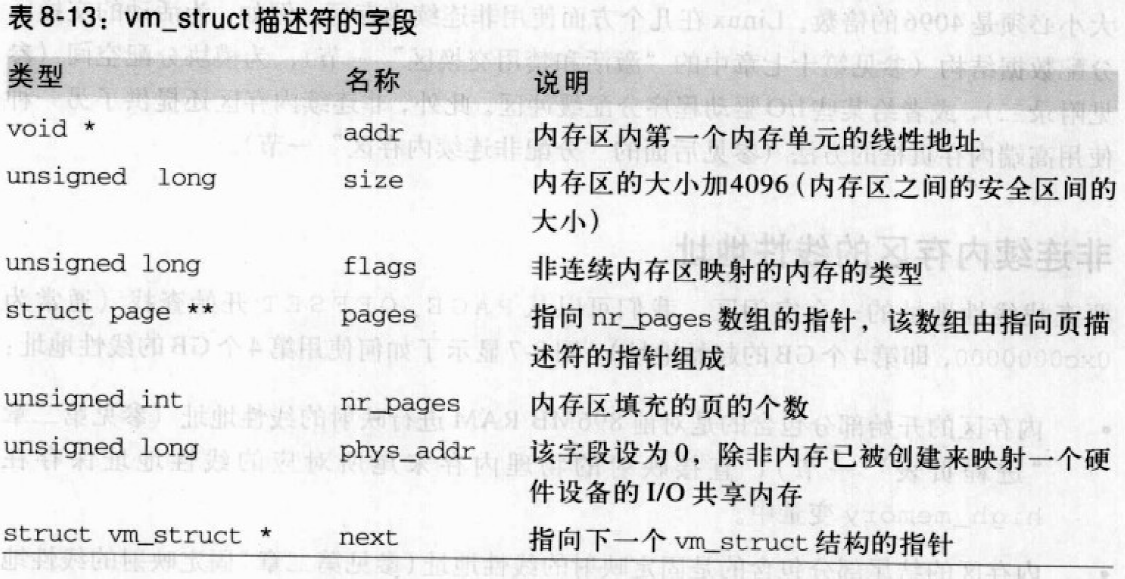 表 8-13：vm_struct 描述符的字段
类型 名称 说明
void * addr 内存区内第一个内存单元的线性地址
unsigned long size 内存区的大小加4096（内存区之间的安全区间的
大小）
unsigned long flags 非连续内存区映射的内存的类型
struct page ** pages 指向 nr_pages 数组的指针，该数组由指向页描
述符的指针组成
unsigned int nr_pages 内存区填充的页的个数
unsigned long phys_addr 该字段设为 0，除非内存已被创建来映射一个硬
件设备的 I/O 共享内存
struct vm_struct * next 指向下一个 vm_struct 结构的指针